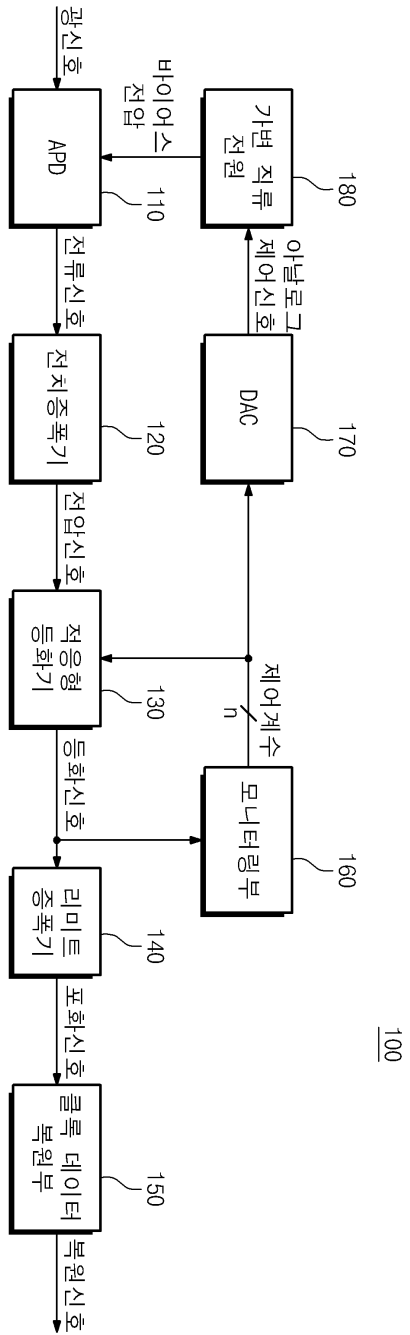 100
광신호
APD
110
전류신호
전치증폭기
120
전압신호
적응형
등화기
130
등화신호
리미트
증폭기
140
포화신호
클록 데이터
복원부
150
복원신호
바이어스
전압
가변 직류
전원
180
아날로그
제어신호
DAC
170
제어계수
n
모니터링부
160